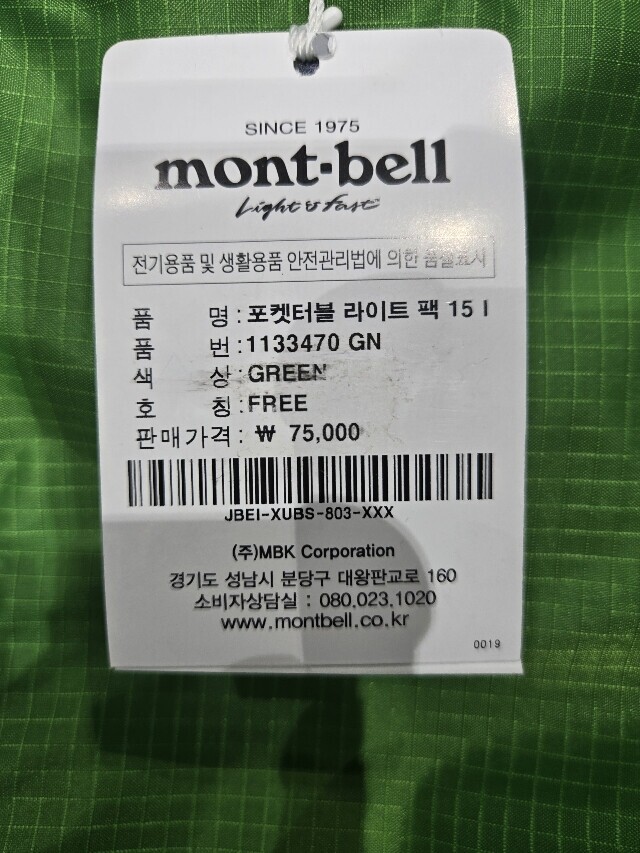 SINCE 1975
mont-bell
Light & fast
전기용품 및 생활용품 안전관리법에 의한 품질표시
품 명 : 포켓터블 라이트 팩 15 l
품 번 : 1133470 GN
색 상 : GREEN
호 칭 : FREE
판매가격 : ₩ 75,000
JBEI-XUBS-803-XXX
(주)MBK Corporation
경기도 성남시 분당구 대왕판교로 160
소비자상담실 : 080.023.1020
www.montbell.co.kr
0019